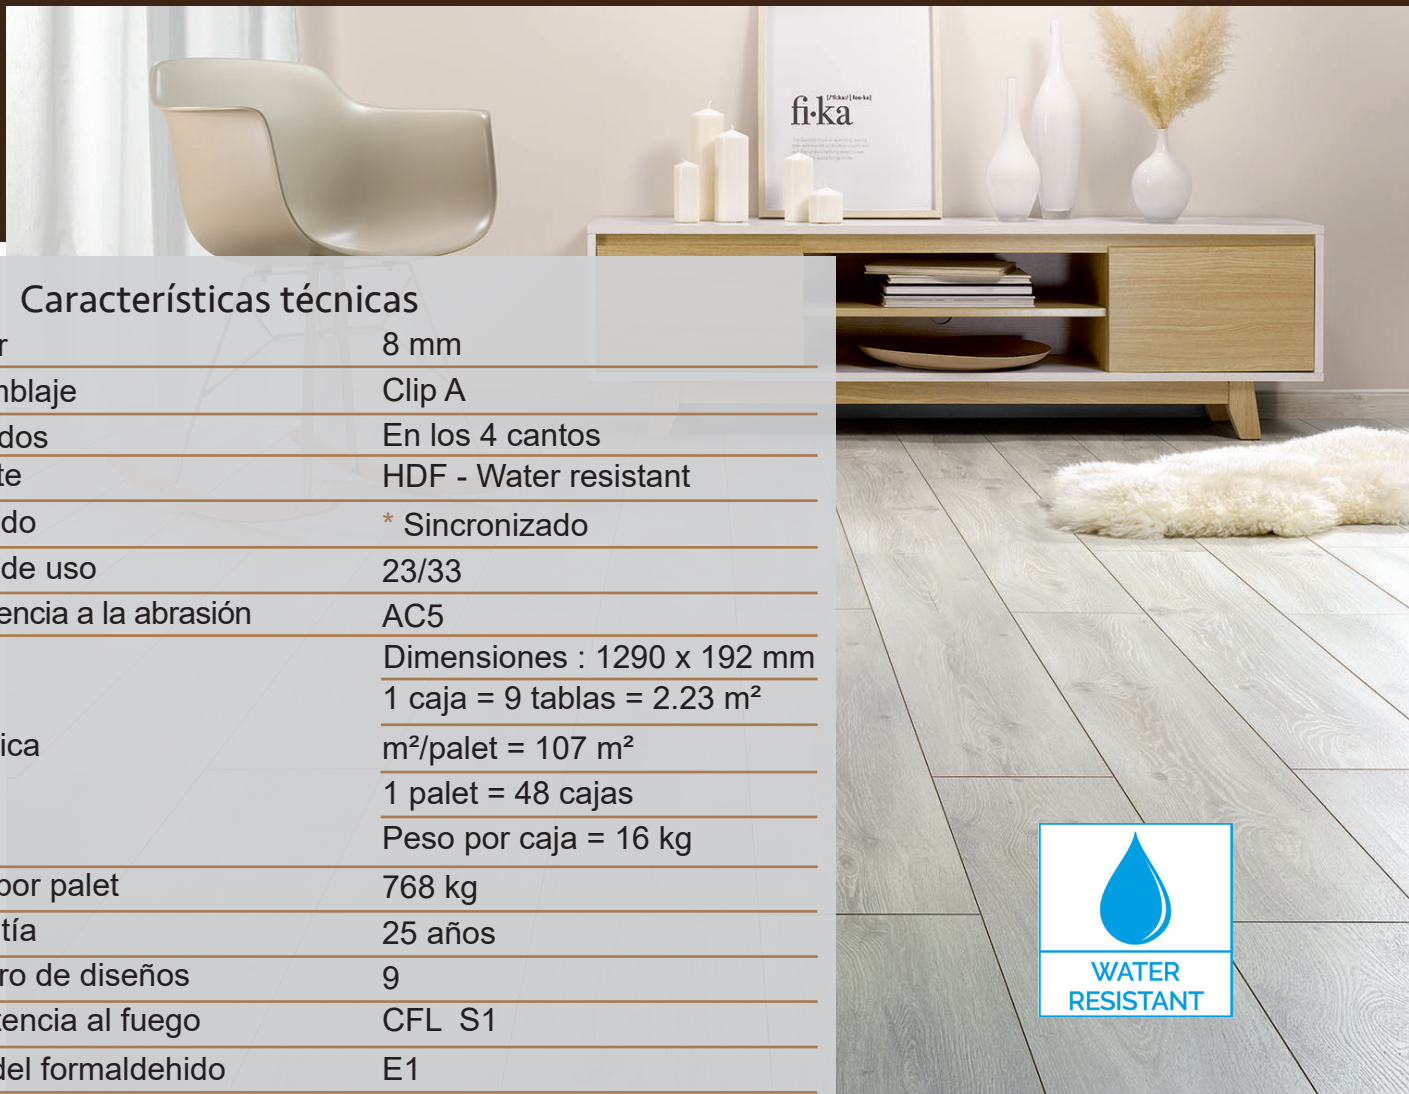 fi·ka
Características técnicas
r 8 mm
nblaje Clip A
dos En los 4 cantos
te HDF - Water resistant
do * Sincronizado
de uso 23/33
encia a la abrasión AC5
Dimensiones : 1290 x 192 mm
1 caja = 9 tablas = 2.23 m²
ica m²/palet = 107 m²
1 palet = 48 cajas
Peso por caja = 16 kg
por palet 768 kg
tía 25 años
ro de diseños 9
tencia al fuego CFL S1
del formaldehido E1
WATER
RESISTANT